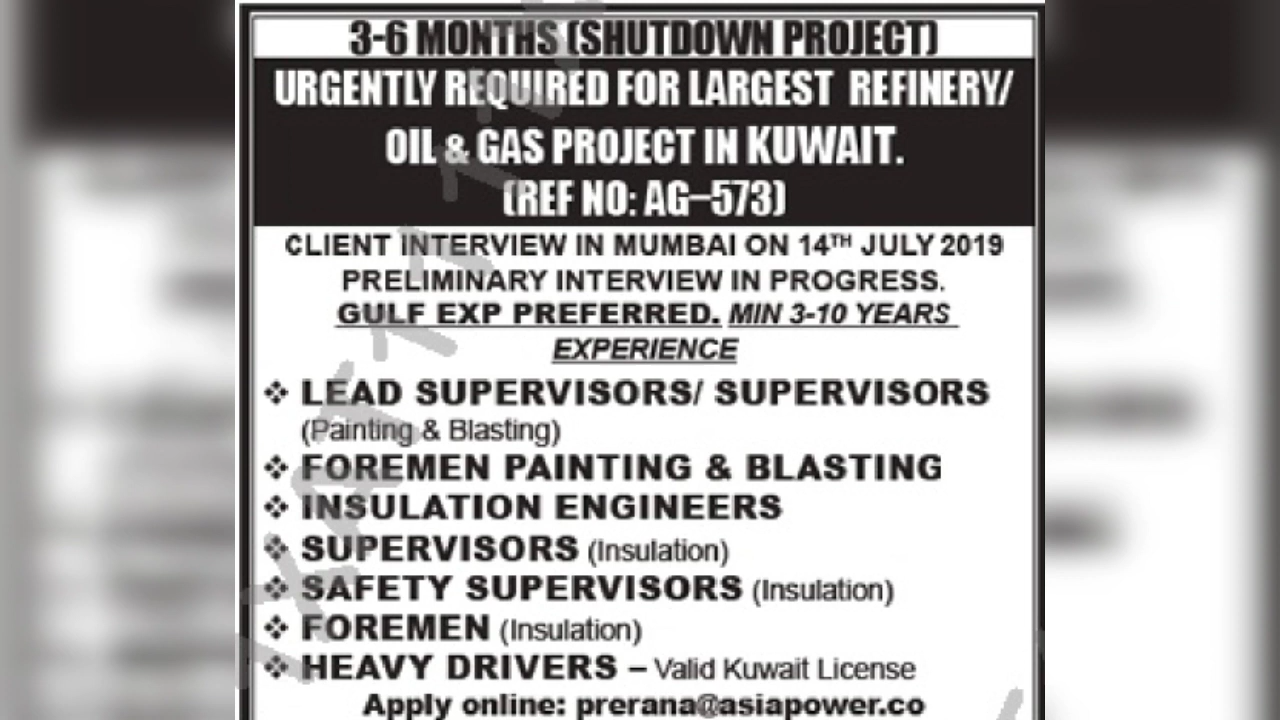 3-6 MONTHS (SHUTDOWN PROJECT)
URGENTLY REQUIRED FOR LARGEST REFINERY/
OIL & GAS PROJECT IN KUWAIT.
(REF NO: AG–573)
CLIENT INTERVIEW IN MUMBAI ON 14TH JULY 2019
PRELIMINARY INTERVIEW IN PROGRESS.
GULF EXP PREFERRED. MIN 3-10 YEARS
EXPERIENCE
❖ LEAD SUPERVISORS/ SUPERVISORS
(Painting & Blasting)
❖ FOREMEN PAINTING & BLASTING
❖ INSULATION ENGINEERS
❖ SUPERVISORS (Insulation)
❖ SAFETY SUPERVISORS (Insulation)
❖ FOREMEN (Insulation)
❖ HEAVY DRIVERS – Valid Kuwait License
Apply online: prerana@asiapower.co